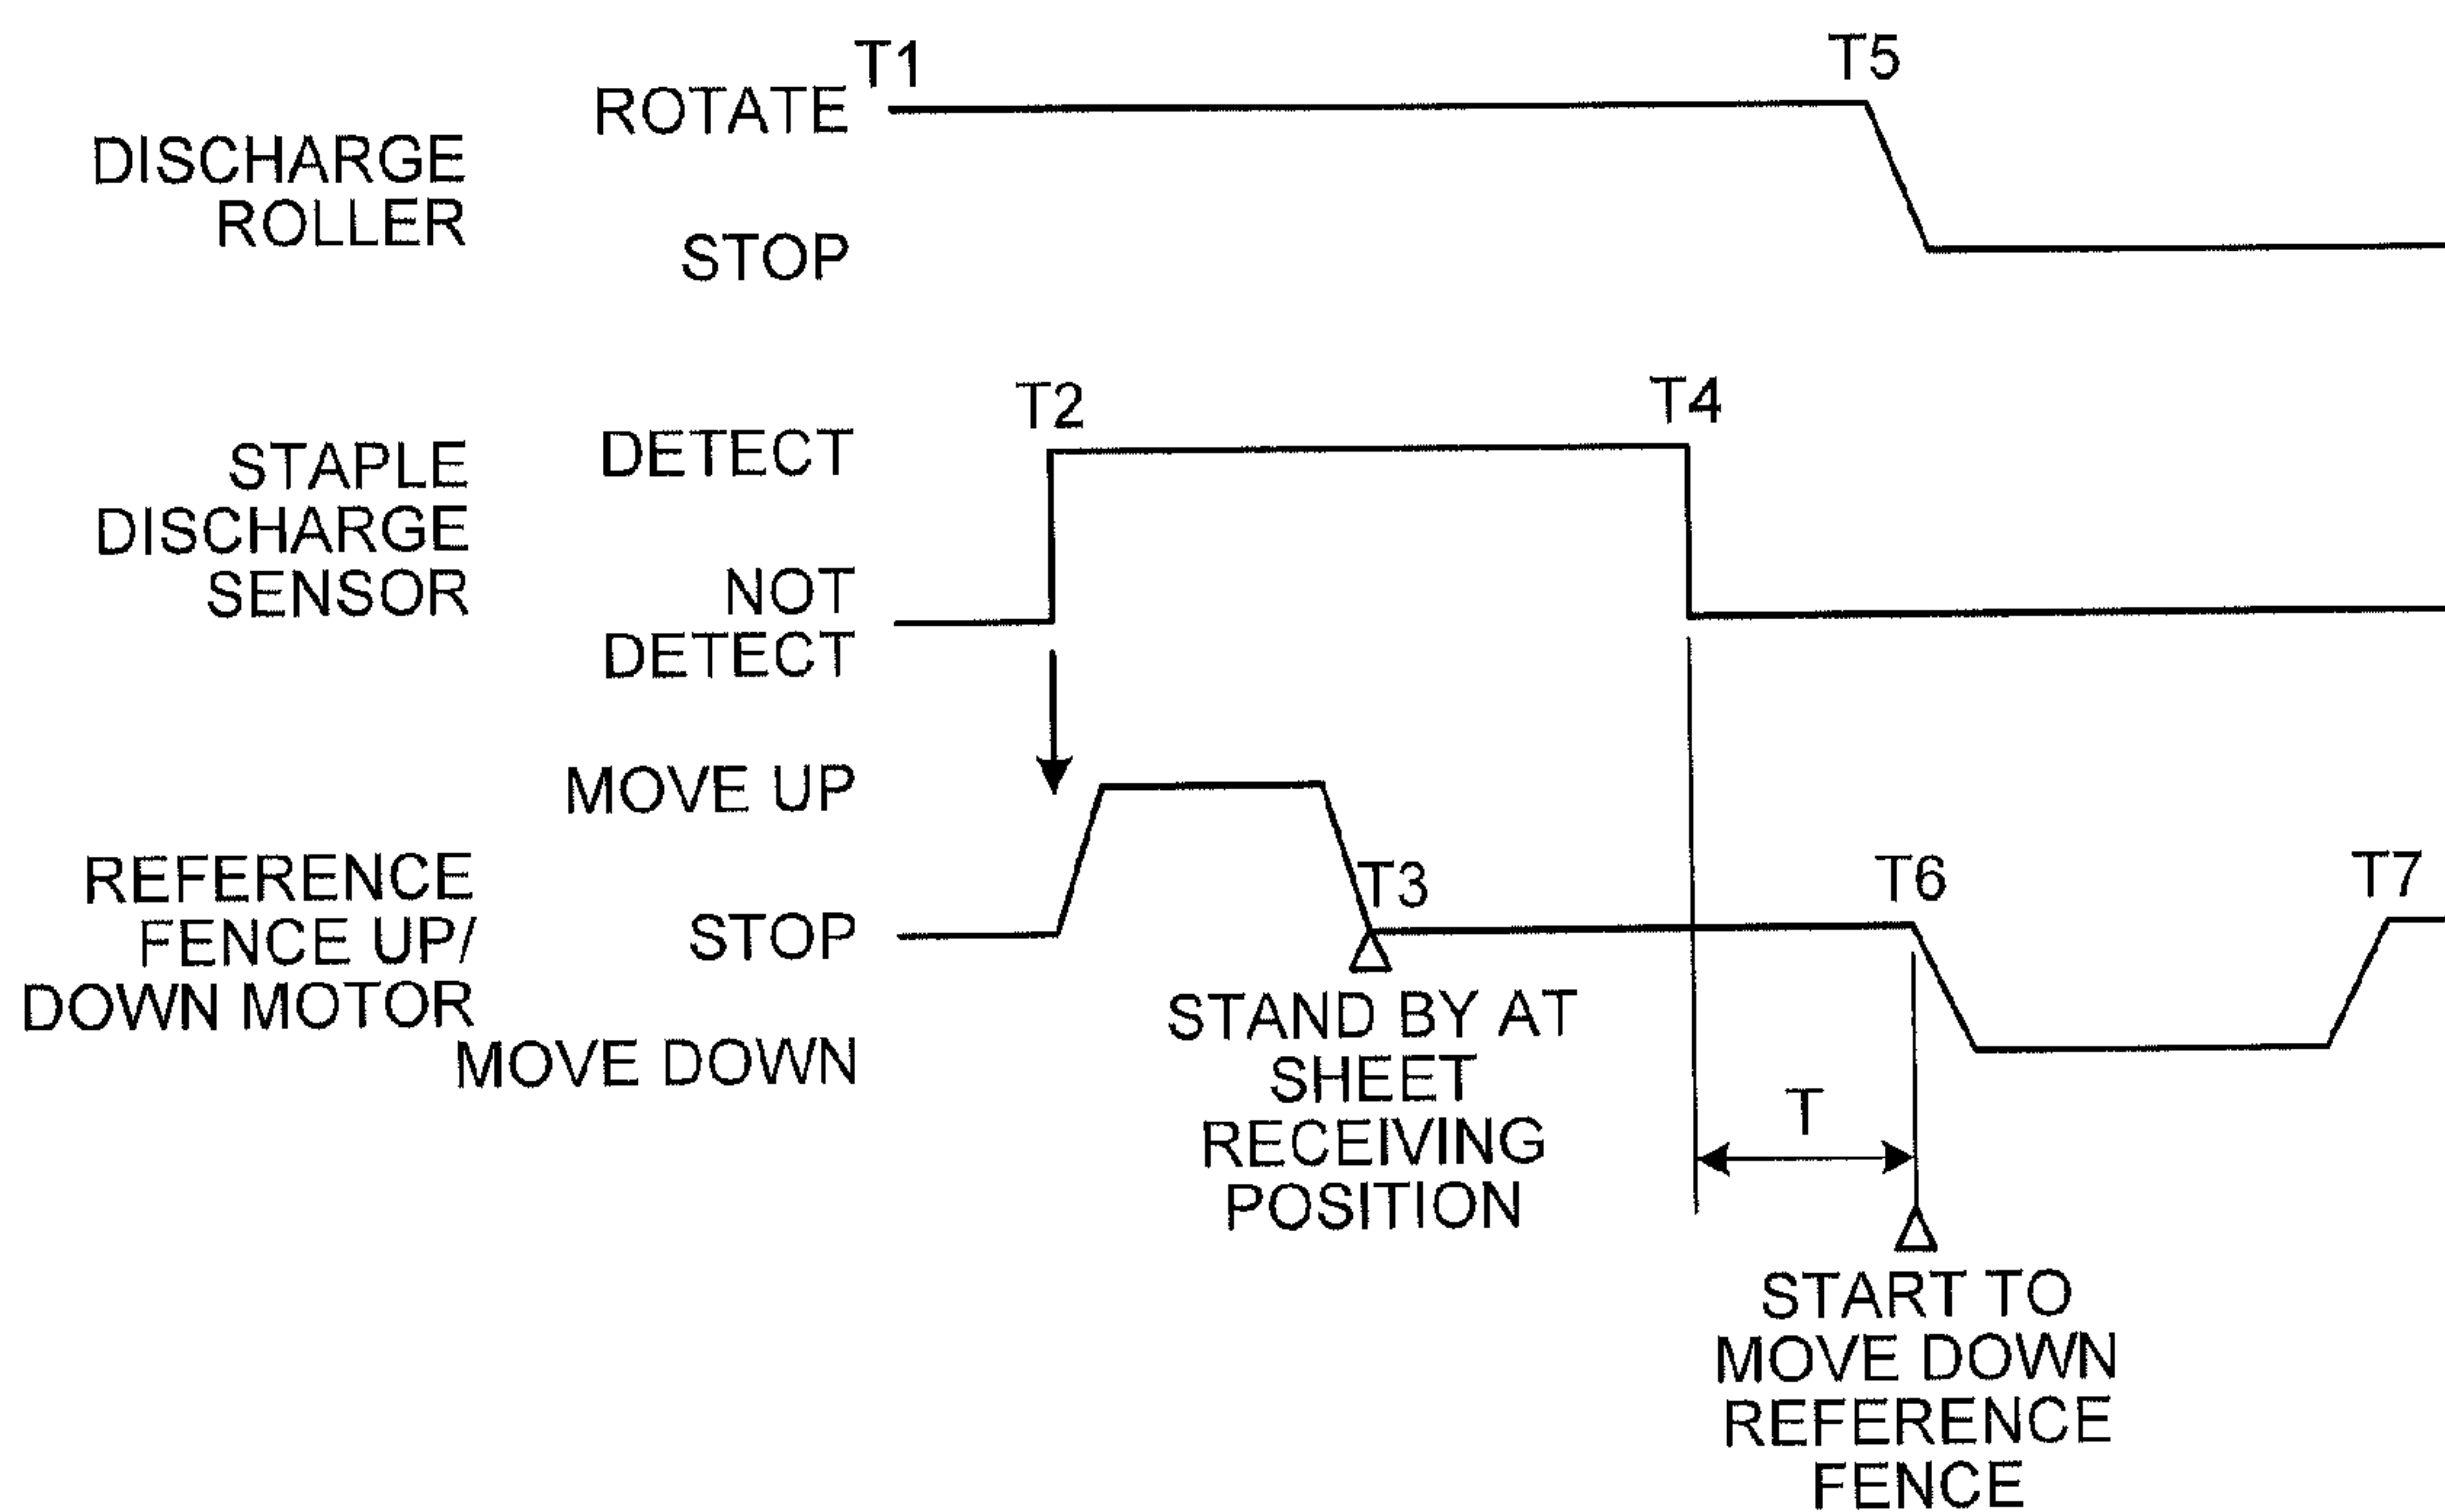 T1
T5
ROTATE
DISCHARGE
ROLLER
STOP
T2
T4
STAPLE
DISCHARGE
SENSOR
DETECT
NOT
DETECT
MOVE UP
REFERENCE
FENCE UP/
DOWN MOTOR
STOP
MOVE DOWN
T3
T6
T7
STAND BY AT
SHEET
RECEIVING
POSITION
T
START TO
MOVE DOWN
REFERENCE
FENCE